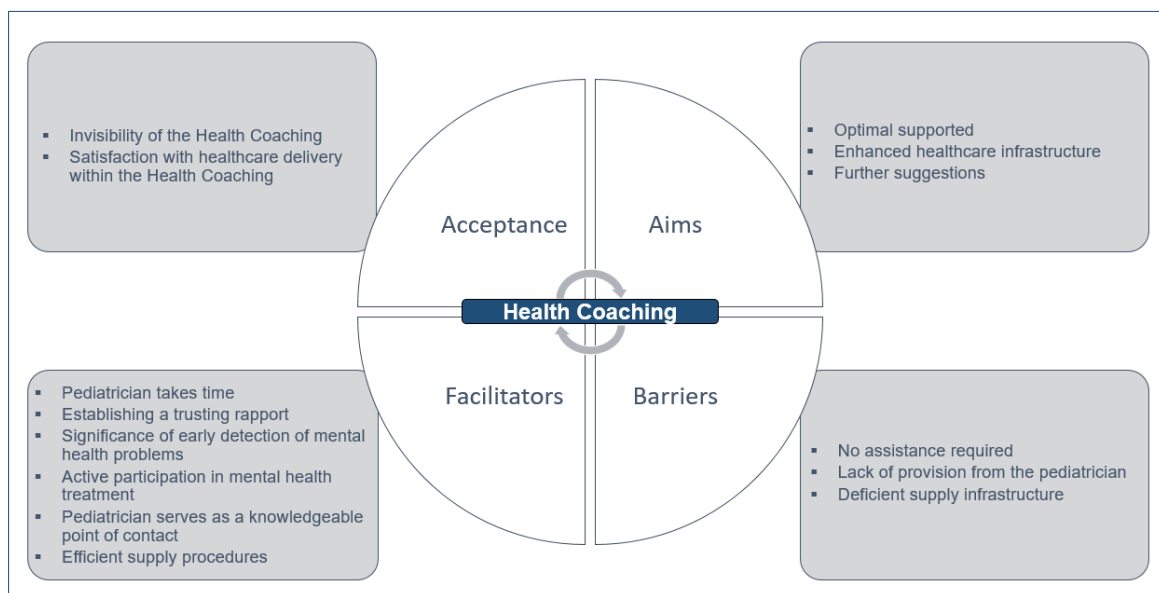 Invisibility of the Health Coaching
Satisfaction with healthcare delivery
within the Health Coaching
Optimal supported
Enhanced healthcare infrastructure
Further suggestions
Acceptance
Aims
Health Coaching
Facilitators
Barriers
Pediatrician takes time
Establishing a trusting rapport
Significance of early detection of mental
health problems
Active participation in mental health
treatment
Pediatrician serves as a knowledgeable
point of contact
Efficient supply procedures
No assistance required
Lack of provision from the pediatrician
Deficient supply infrastructure